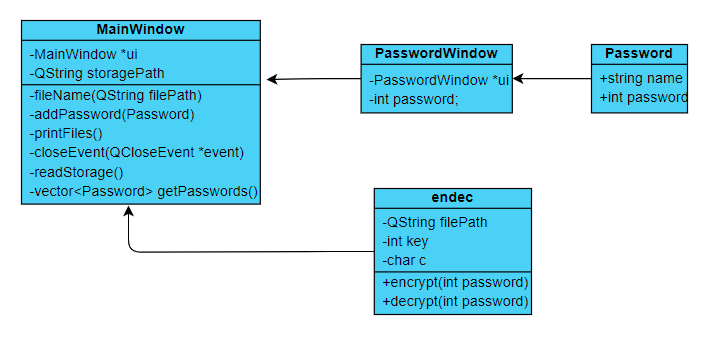 MainWindow
-MainWindow *ui
-QString storagePath
-fileName(QString filePath)
-addPassword(Password)
-printFiles()
-closeEvent(QCloseEvent *event)
-readStorage()
-vector<Password> getPasswords()
PasswordWindow
-PasswordWindow *ui
-int password;
Password
+string name
+int password
endec
-QString filePath
-int key
-char c
+encrypt(int password)
+decrypt(int password)